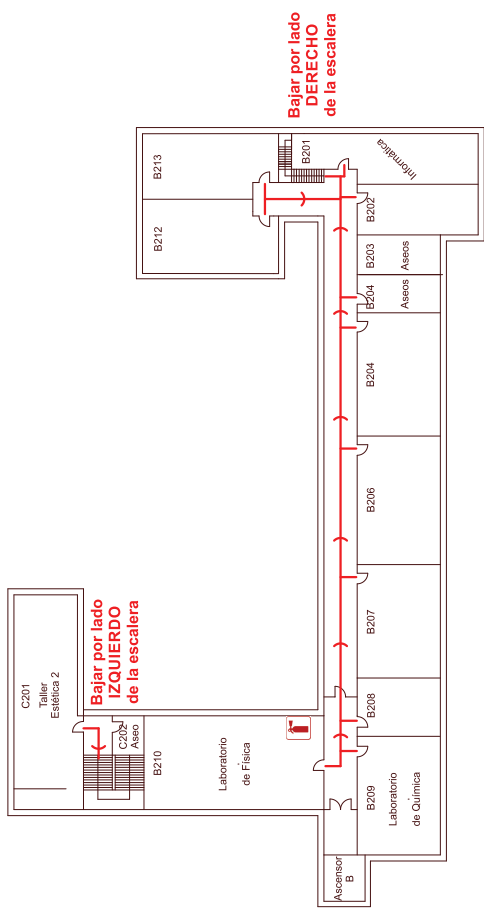 C201
Taller
Estética 2
Bajar por lado
IZQUIERDO
de la escalera
C202
Aseo
B210
Laboratorio
de Física
Ascensor
B
B209
Laboratorio
de Química
B208
B207
B206
B204
B204
Aseos
B203
Aseos
B202
Informática
B201
B212
B213
Bajar por lado
DERECHO
de la escalera